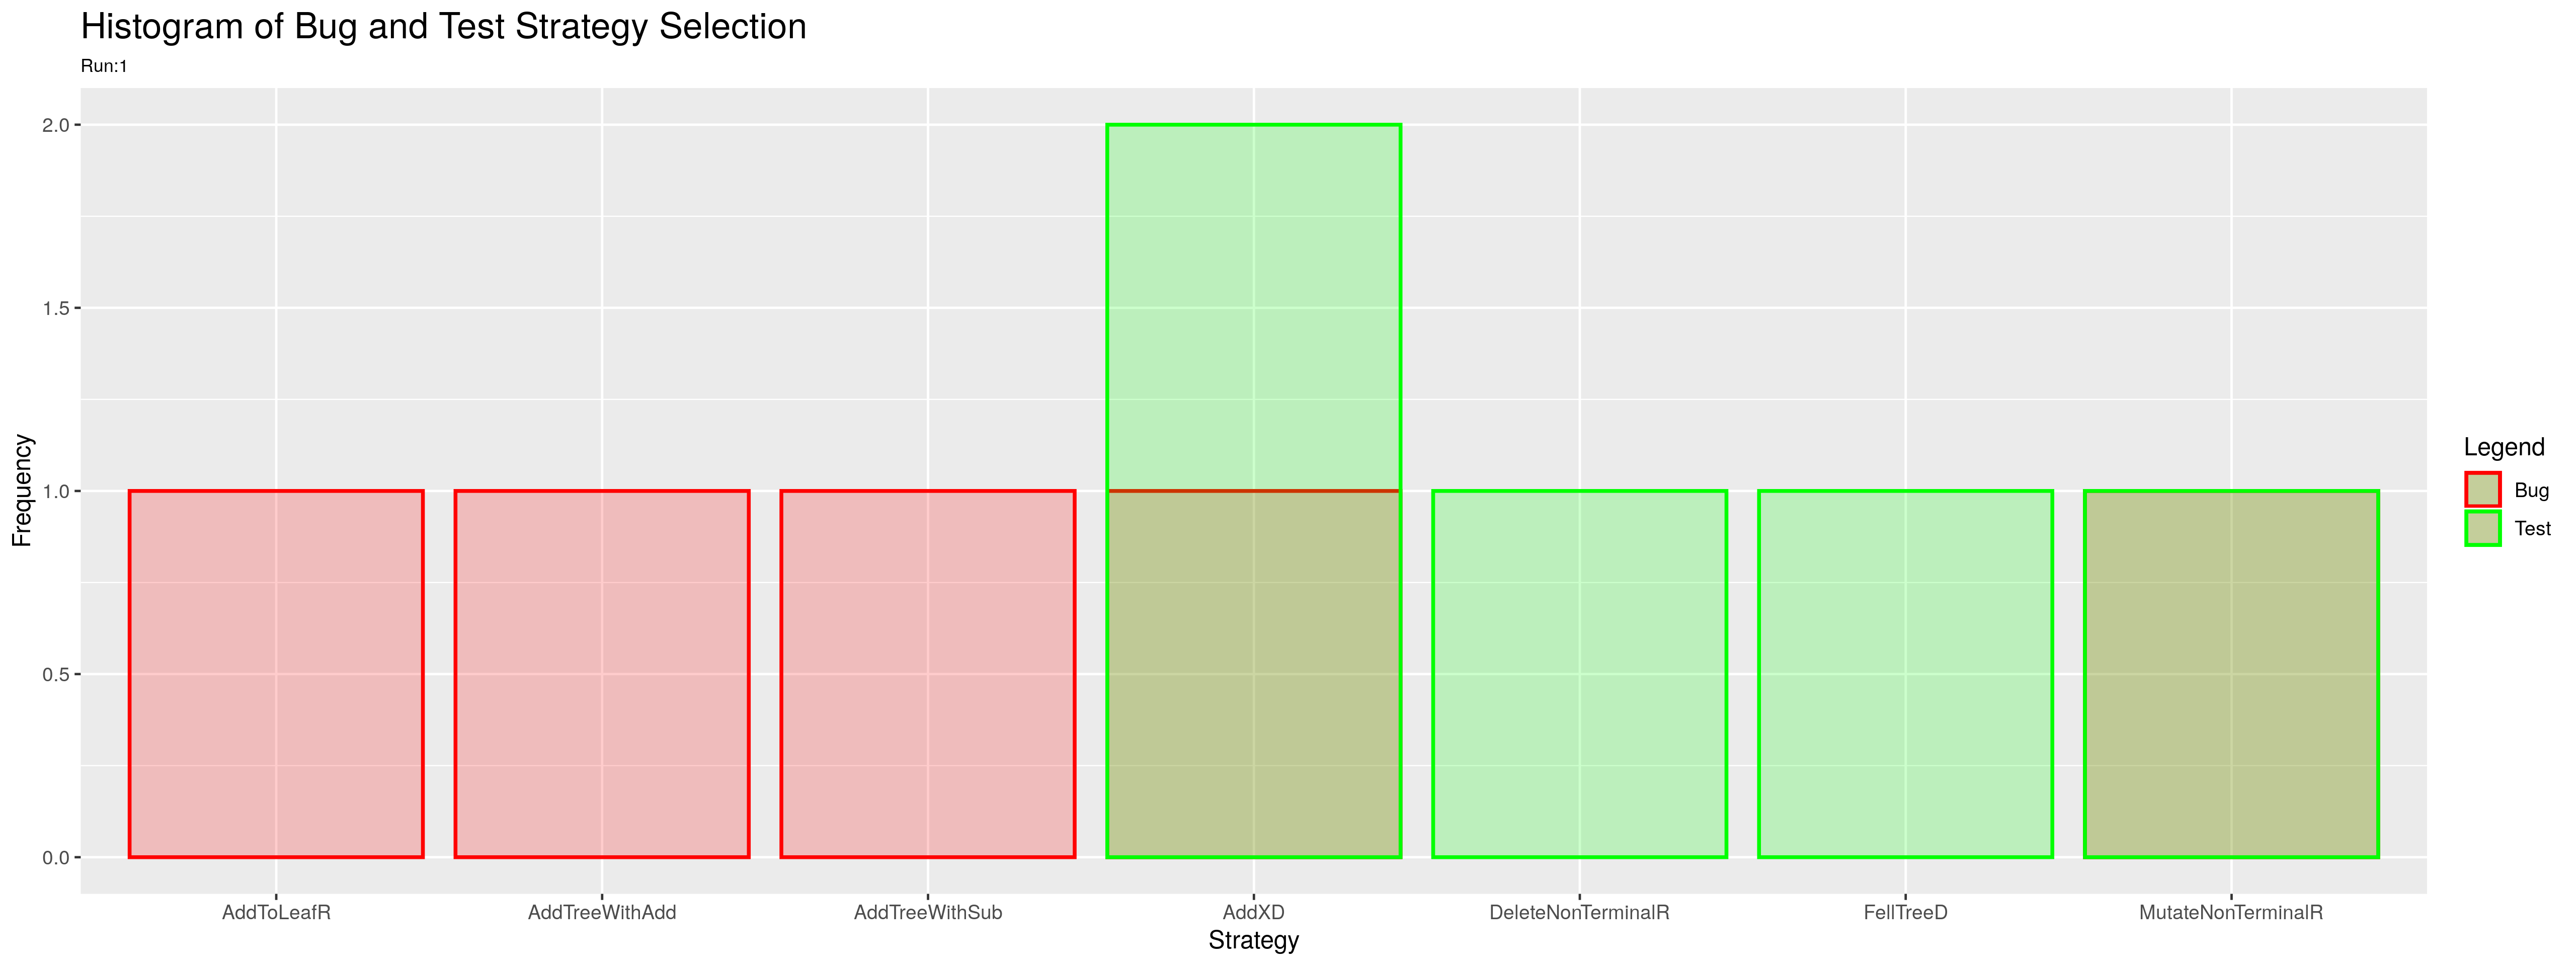 Histogram of Bug and Test Strategy Selection
Run:1
2.0
1.5
1.0
0.5
0.0
Frequency
AddToLeafR AddTreeWithAdd AddTreeWithSub AddXD DeleteNonTerminalR FellTreeD MutateNonTerminalR
Strategy
Legend
Bug
Test